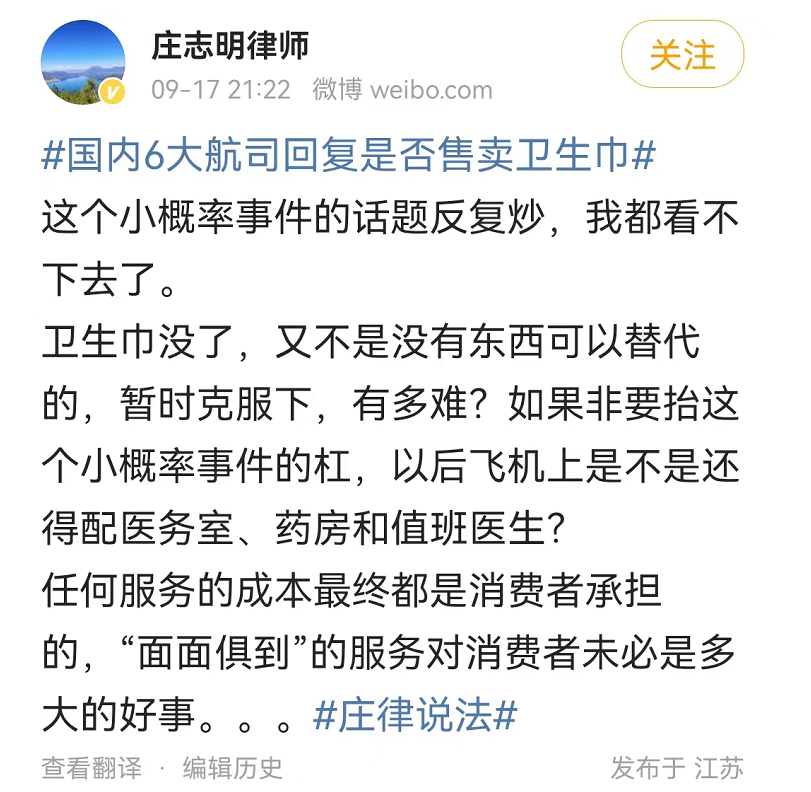 庄志明律师
09-17 21:22 微博 weibo.com
关注
#国内6大航司回复是否售卖卫生巾#
这个小概率事件的话题反复炒，我都看不
下去了。
卫生巾没了，又不是没有东西可以替代
的，暂时克服下，有多难？如果非要抬这
个小概率事件的杠，以后飞机上是不是还
得配医务室、药房和值班医生？
任何服务的成本最终都是消费者承担
的，“面面俱到”的服务对消费者未必是多
大的好事。。。#庄律说法#
查看翻译 · 编辑历史
发布于 江苏